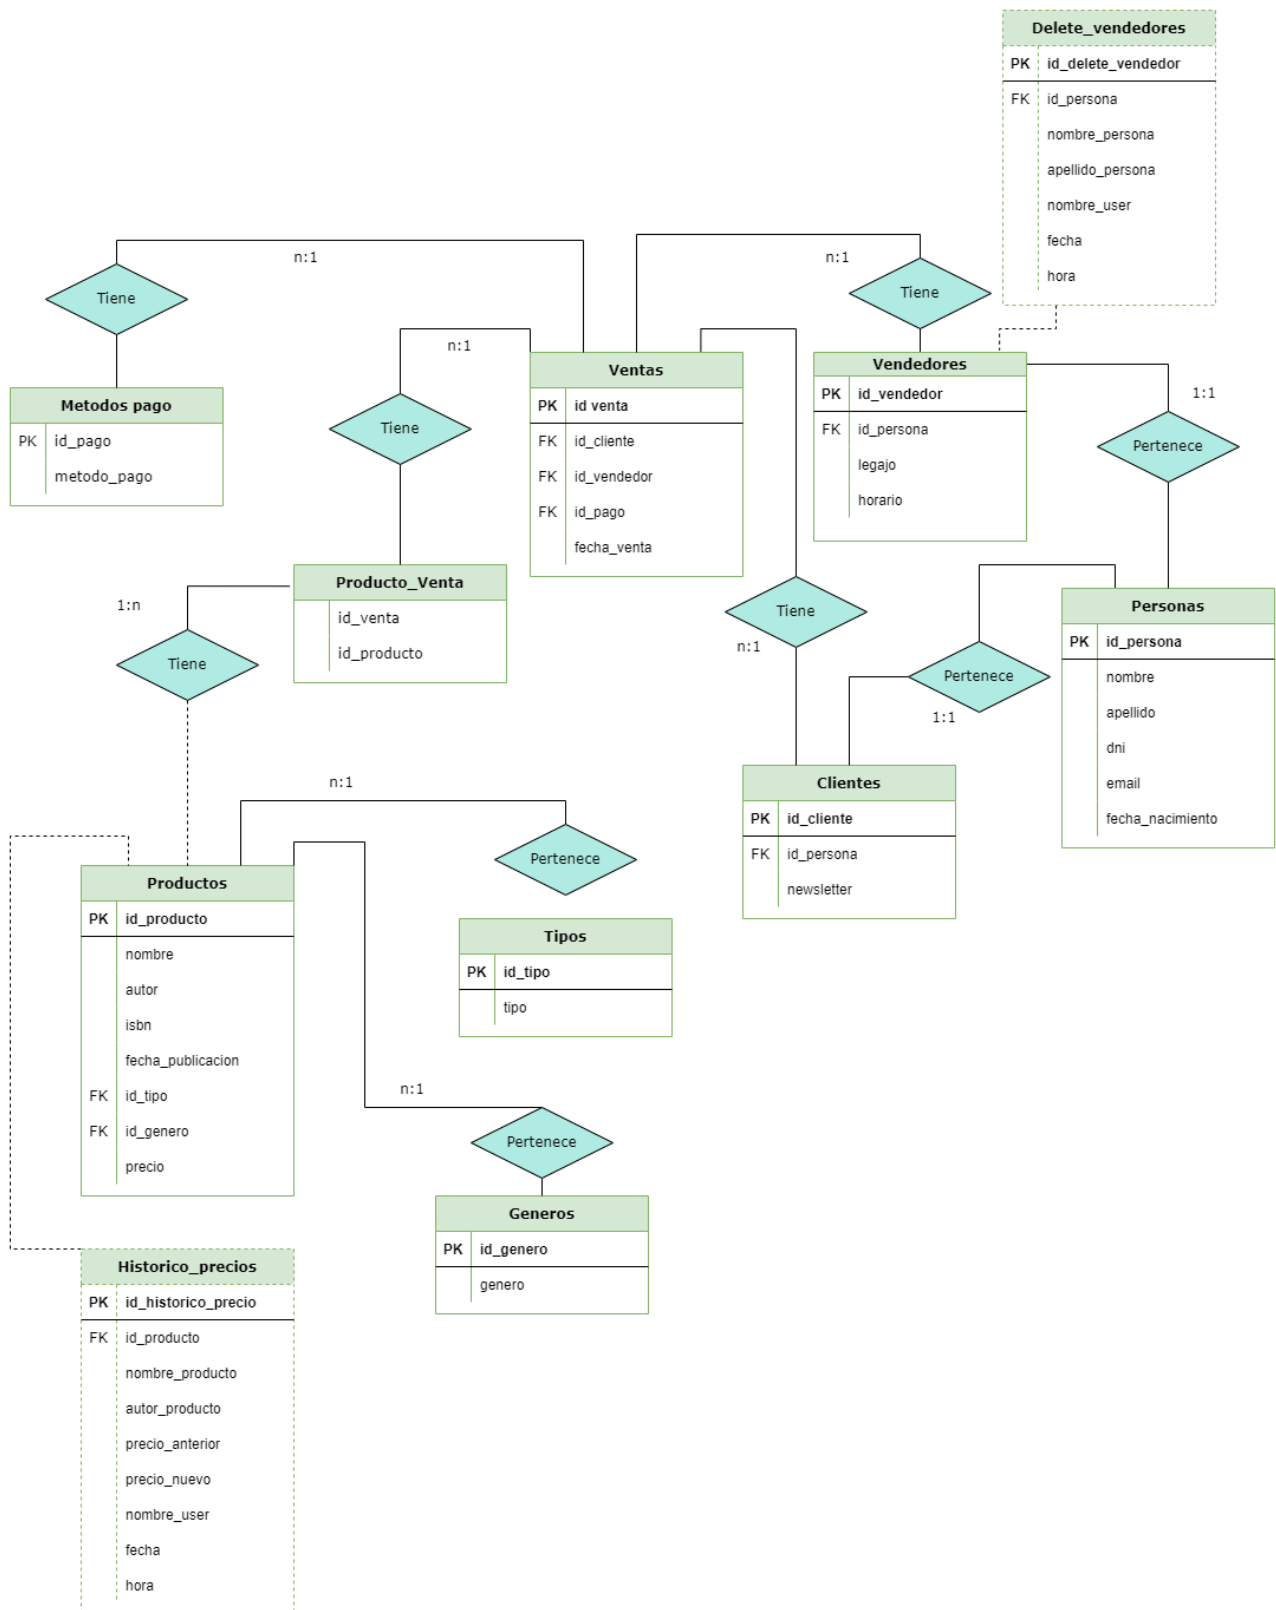 Delete_vendedores
PK id_delete_vendedor
FK id_persona
nombre_persona
apellido_persona
nombre_user
fecha
hora
n:1
Tiene
n:1
Tiene
n:1
Tiene
Metodos pago
PK id_pago
metodo_pago
Ventas
PK id venta
FK id_cliente
FK id_vendedor
FK id_pago
fecha_venta
Vendedores
PK id_vendedor
FK id_persona
legajo
horario
1:1
Pertenece
Producto_Venta
id_venta
id_producto
1:n
Tiene
Tiene
n:1
Personas
PK id_persona
nombre
apellido
dni
email
fecha_nacimiento
Pertenece
1:1
Clientes
PK id_cliente
FK id_persona
newsletter
n:1
Pertenece
Productos
PK id_producto
nombre
autor
isbn
fecha_publicacion
FK id_tipo
FK id_genero
precio
Tipos
PK id_tipo
tipo
n:1
Pertenece
Generos
PK id_genero
genero
Historico_precios
PK id_historico_precio
FK id_producto
nombre_producto
autor_producto
precio_anterior
precio_nuevo
nombre_user
fecha
hora